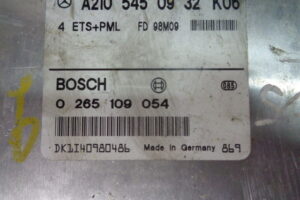 A210 545 09 32 K06
4 ETS+PML FD 98M09
BOSCH
0 265 109 054
DK1I40980486 Made in Germany 869